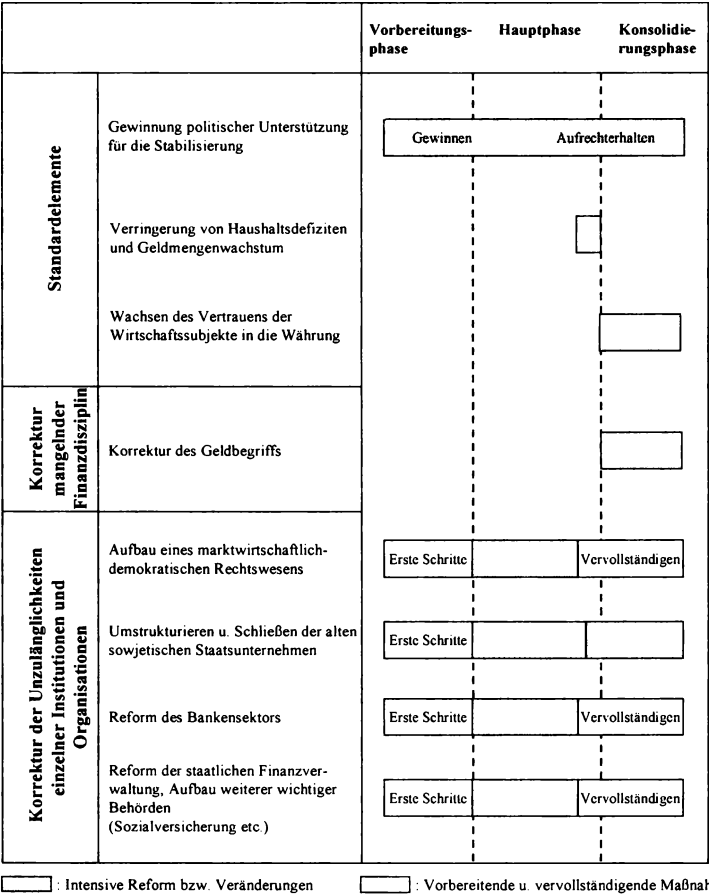 Vorbereitungs-
phase
Hauptphase
Konsolidie-
rungsphase
Standardelemente
Gewinnung politischer Unterstützung
für die Stabilisierung
Gewinnen
Aufrechterhalten
Verringerung von Haushaltsdefiziten
und Geldmengenwachstum
Wachsen des Vertrauens der
Wirtschaftssubjekte in die Währung
Korrektur
mangelnder
Finanzdisziplin
Korrektur des Geldbegriffs
Korrektur der Unzulänglichkeiten
einzelner Institutionen und
Organisationen
Aufbau eines marktwirtschaftlich-
demokratischen Rechtswesens
Erste Schritte
Vervollständigen
Umstrukturieren u. Schließen der alten
sowjetischen Staatsunternehmen
Erste Schritte
Reform des Bankensektors
Erste Schritte
Vervollständigen
Reform der staatlichen Finanzver-
waltung, Aufbau weiterer wichtiger
Behörden
(Sozialversicherung etc.)
Erste Schritte
Vervollständigen
: Intensive Reform bzw. Veränderungen
: Vorbereitende u. vervollständigende